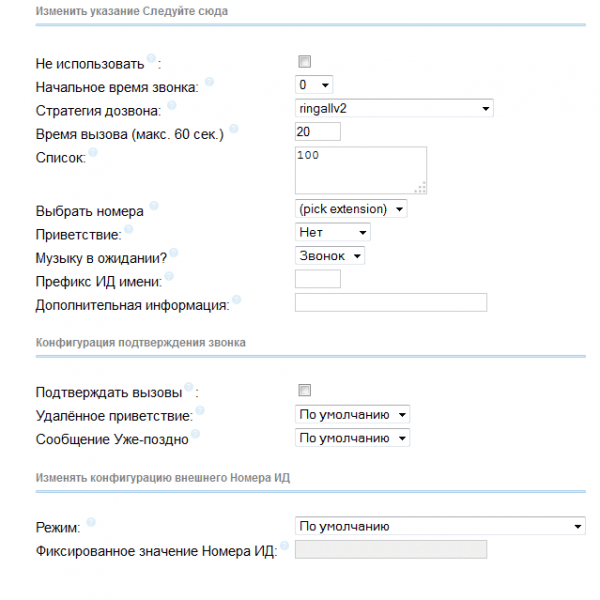 Изменить указание Следуйте сюда
Не использовать ? :
Начальное время звонка: ? 0
Стратегия дозвона: ? ringallv2
Время вызова (макс. 60 сек.) ? 20
Список: ? 100
Выбрать номера ? (pick extension)
Приветствие: ? Нет
Музыку в ожидании? ? Звонок
Префикс ИД имени: ?
Дополнительная информация: ?
Конфигурация подтверждения звонка
Подтверждать вызовы ? :
Удалённое приветствие: ? По умолчанию
Сообщение Уже-поздно ? По умолчанию
Изменять конфигурацию внешнего Номера ИД
Режим: ? По умолчанию
Фиксированное значение Номера ИД: ?